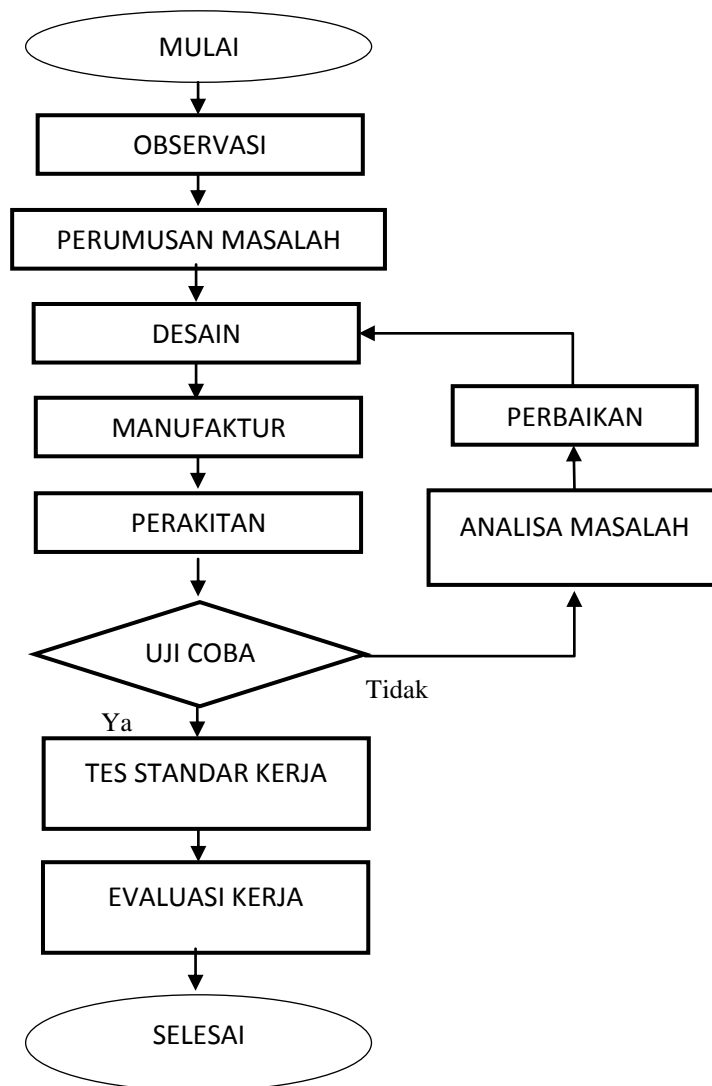 MULAI
OBSERVASI
PERUMUSAN MASALAH
DESAIN
MANUFAKTUR
PERBAIKAN
PERAKITAN
ANALISA MASALAH
UJI COBA
Tidak
Ya
TES STANDAR KERJA
EVALUASI KERJA
SELESAI